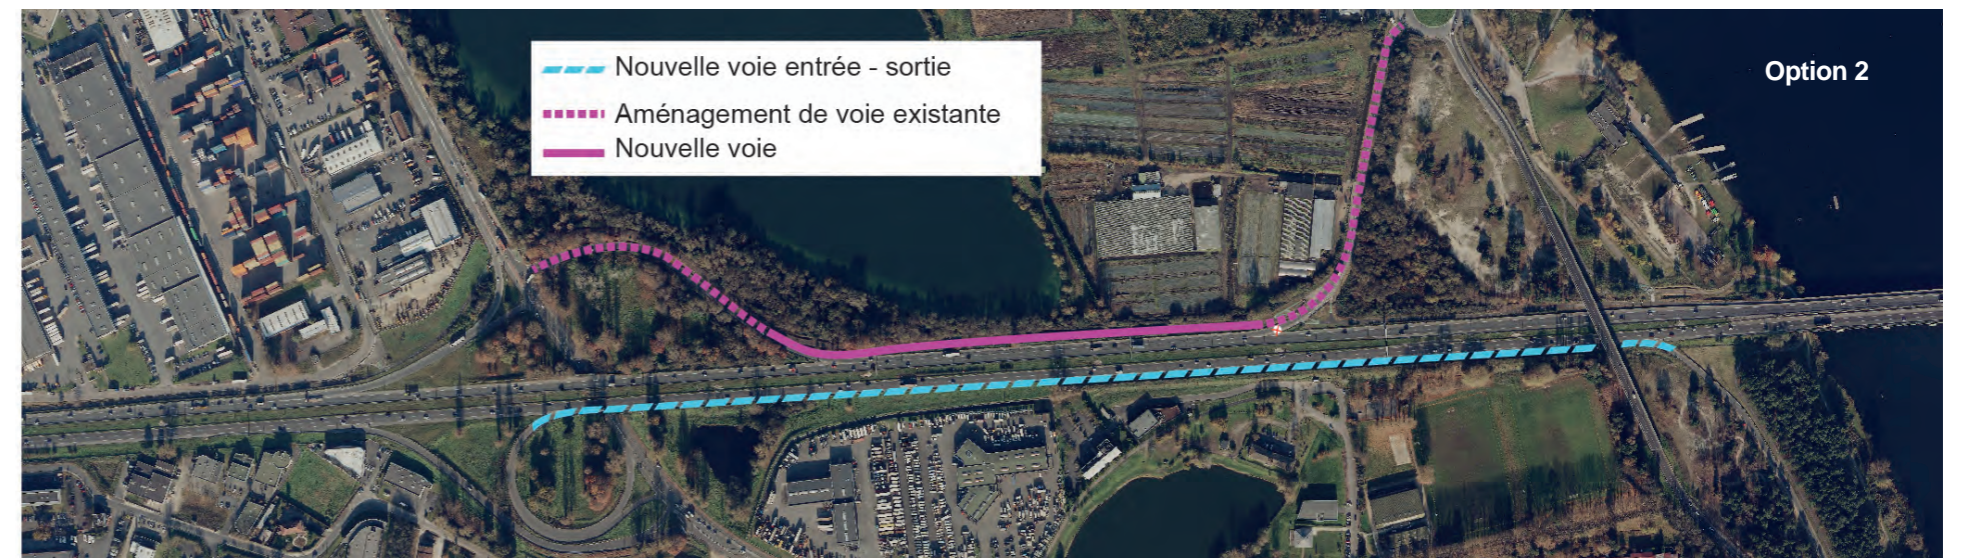 Nouvelle voie entrée - sortie
Aménagement de voie existante
Nouvelle voie
Option 2